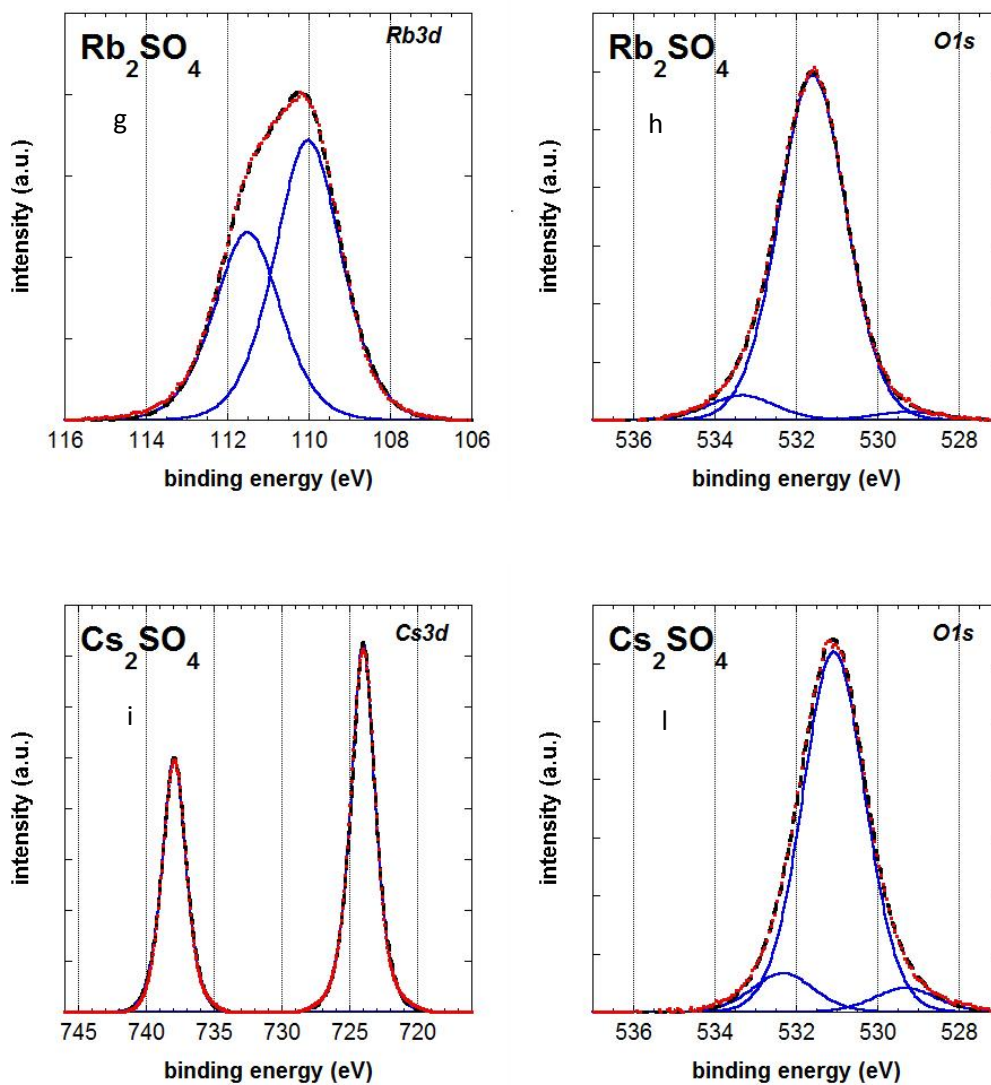 Rb2SO4
Rb3d
g
intensity (a.u.)
116 114 112 110 108 106
binding energy (eV)
Rb2SO4
O1s
h
intensity (a.u.)
536 534 532 530 528
binding energy (eV)
Cs2SO4
Cs3d
i
intensity (a.u.)
745 740 735 730 725 720
binding energy (eV)
Cs2SO4
O1s
l
intensity (a.u.)
536 534 532 530 528
binding energy (eV)